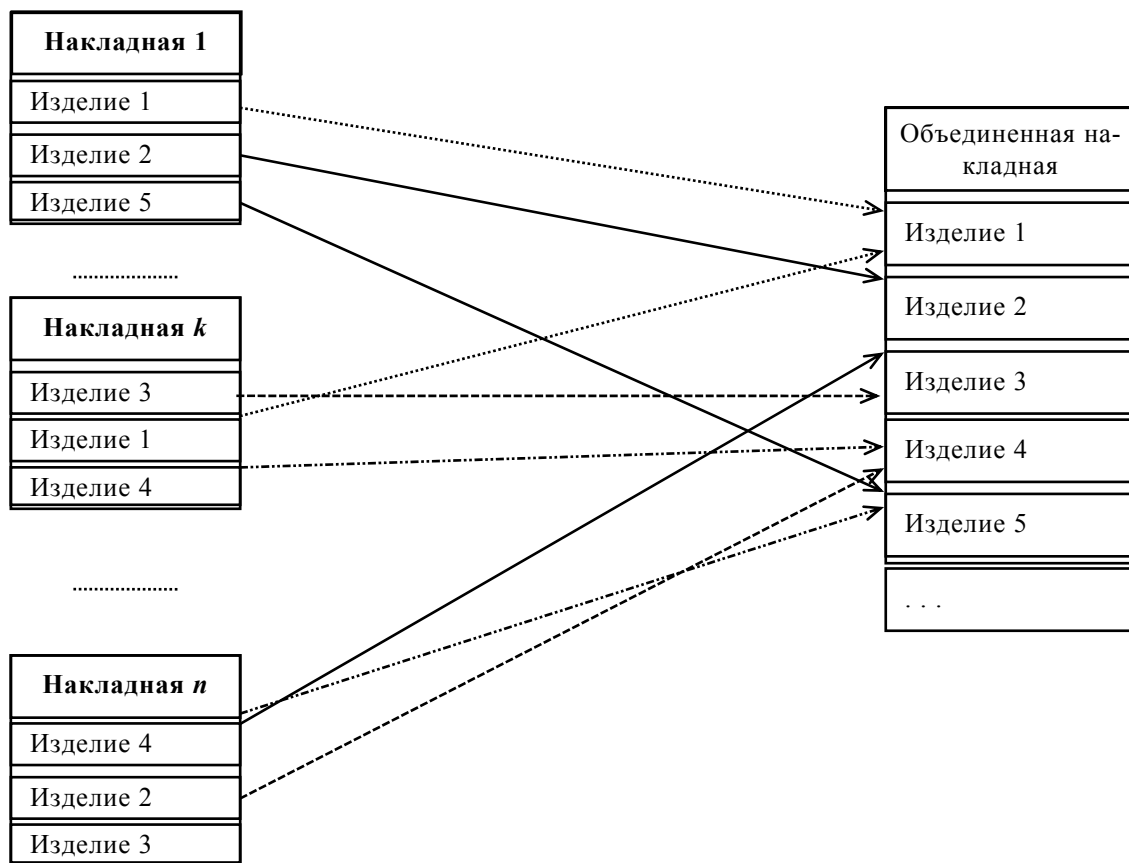 Накладная 1
Изделие 1
Изделие 2
Изделие 5
Накладная k
Изделие 3
Изделие 1
Изделие 4
Накладная n
Изделие 4
Изделие 2
Изделие 3
Объединенная на-
кладная
Изделие 1
Изделие 2
Изделие 3
Изделие 4
Изделие 5
. . .